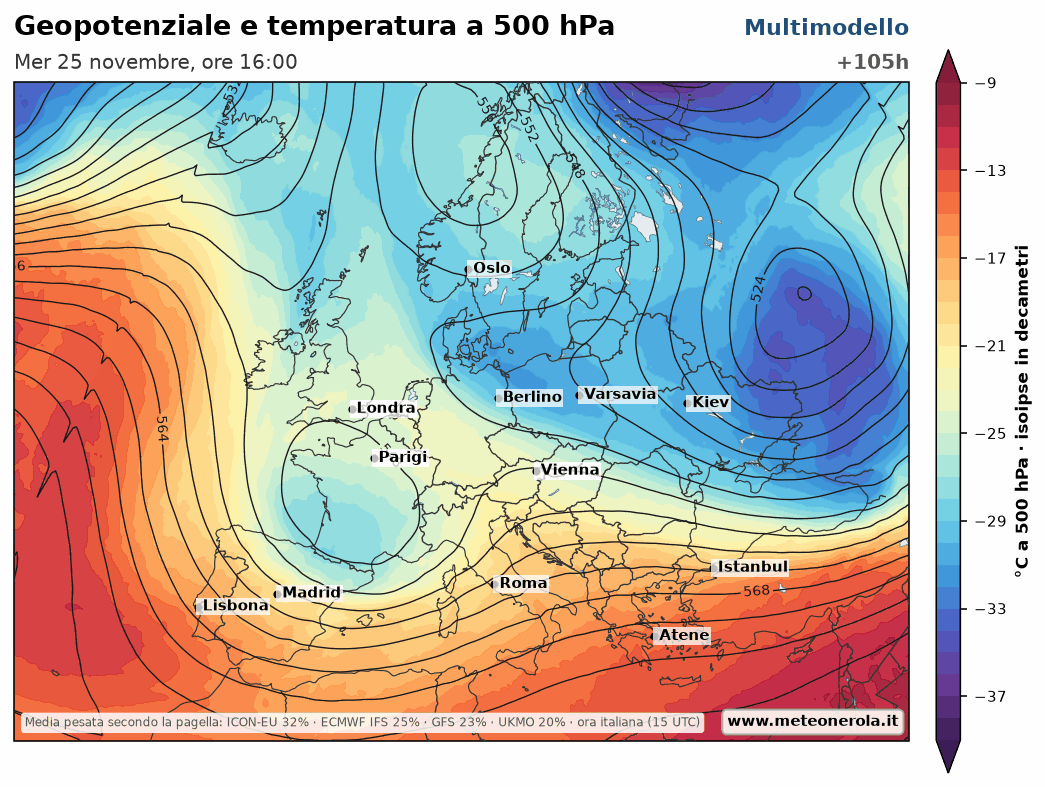 Geopotenziale e temperatura a 500 hPa
Multimodello
Mer 25 novembre, ore 16:00
+105h
552
548
524
6
564
568
Oslo
Berlino
Varsavia
Kiev
Londra
Parigi
Vienna
Istanbul
Roma
Madrid
Lisbona
Atene
Media pesata secondo la pagella: ICON-EU 32% · ECMWF IFS 25% · GFS 23% · UKMO 20% · ora italiana (15 UTC)
www.meteonerola.it
−9
−13
−17
−21
−25
−29
−33
−37
°C a 500 hPa · isoipse in decametri